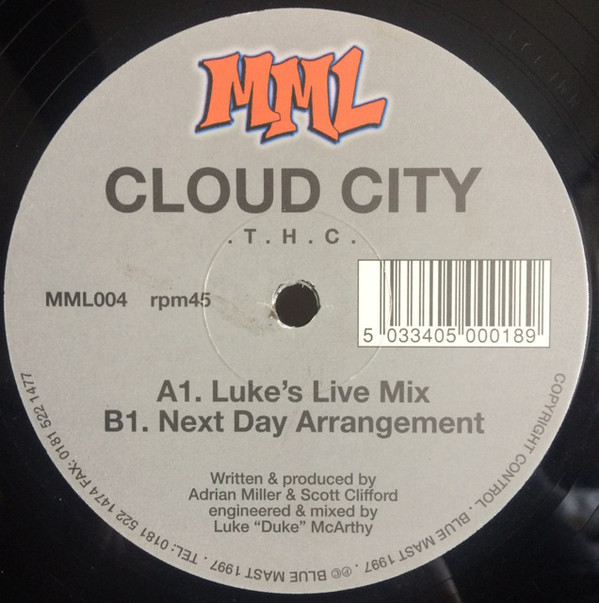 MML
CLOUD CITY
. T . H . C .
MML004 rpm45
5 033405 000189
A1. Luke's Live Mix
B1. Next Day Arrangement
Written & produced by
Adrian Miller & Scott Clifford
engineered & mixed by
Luke “Duke” McArthy
COPYRIGHT CONTROL . BLUE MAST 1997 . ℗© BLUE MAST 1997 . TEL: 0181 522 1474 FAX: 0181 522 1477